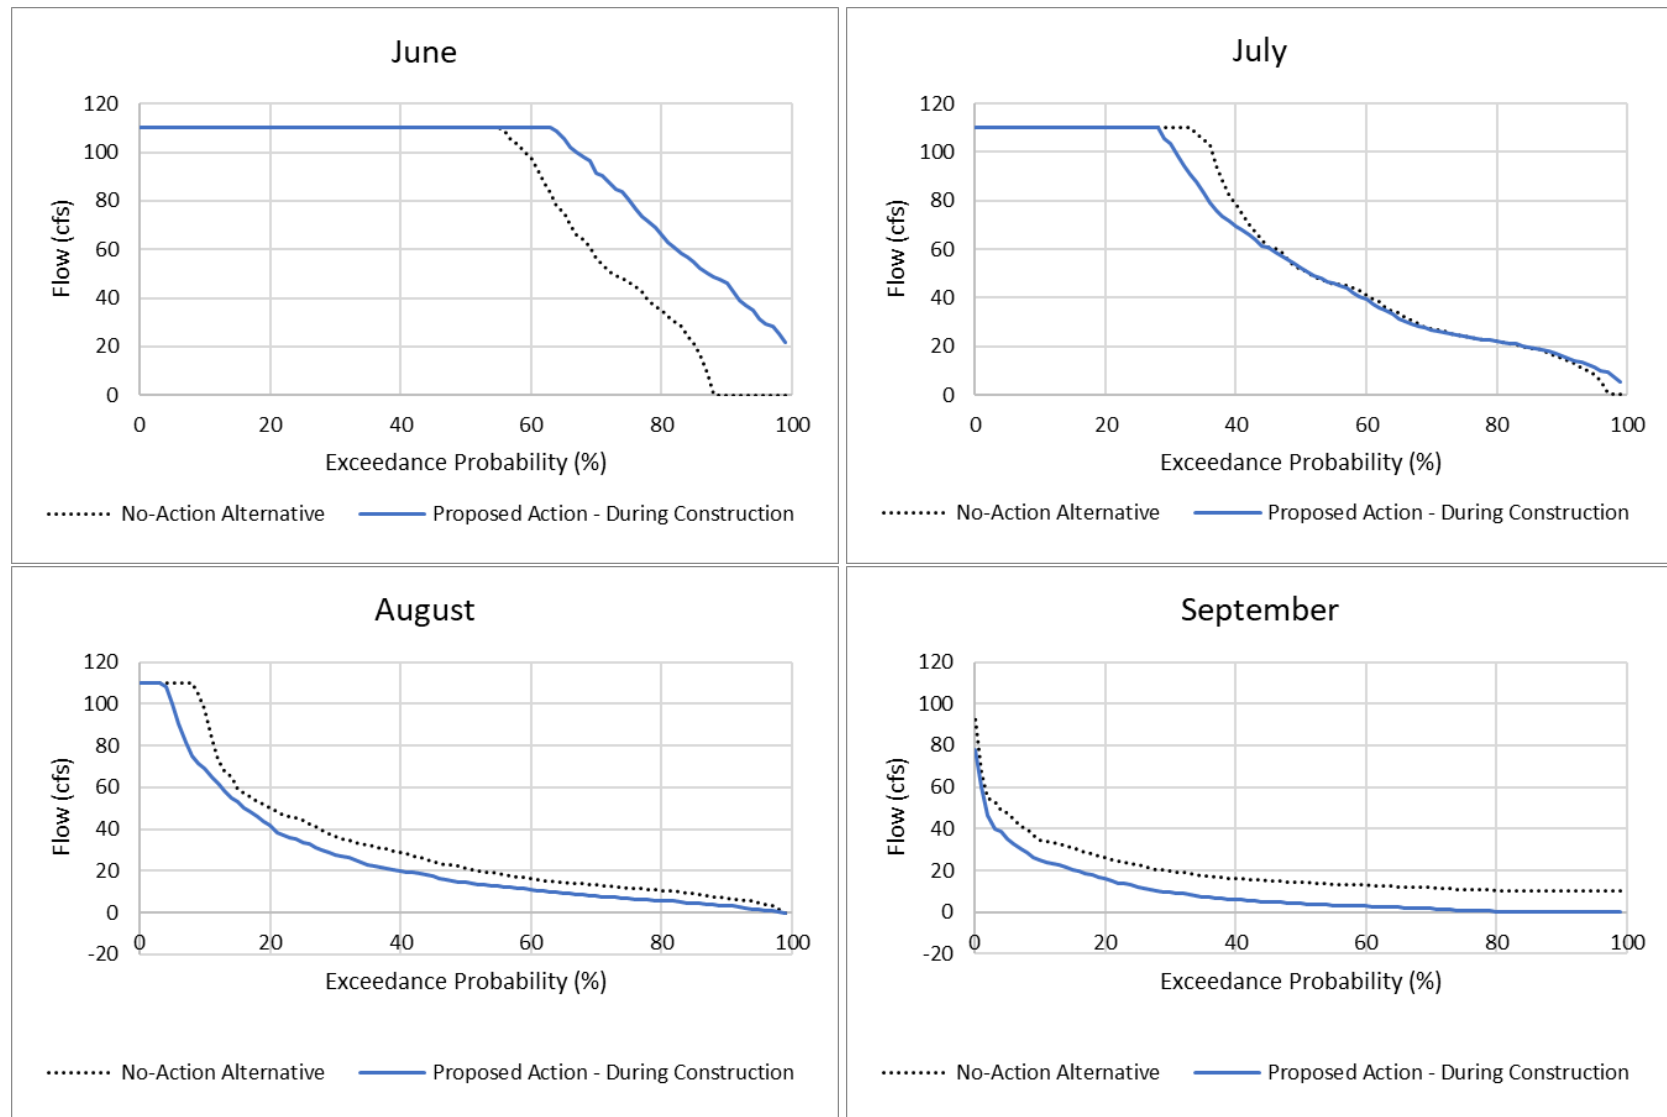 June
120
100
80
60
40
20
0
Flow (cfs)
0 20 40 60 80 100
Exceedance Probability (%)
No-Action Alternative Proposed Action - During Construction
July
120
100
80
60
40
20
0
Flow (cfs)
0 20 40 60 80 100
Exceedance Probability (%)
No-Action Alternative Proposed Action - During Construction
August
120
100
80
60
40
20
0
-20
Flow (cfs)
0 20 40 60 80 100
Exceedance Probability (%)
No-Action Alternative Proposed Action - During Construction
September
120
100
80
60
40
20
0
-20
Flow (cfs)
0 20 40 60 80 100
Exceedance Probability (%)
No-Action Alternative Proposed Action - During Construction